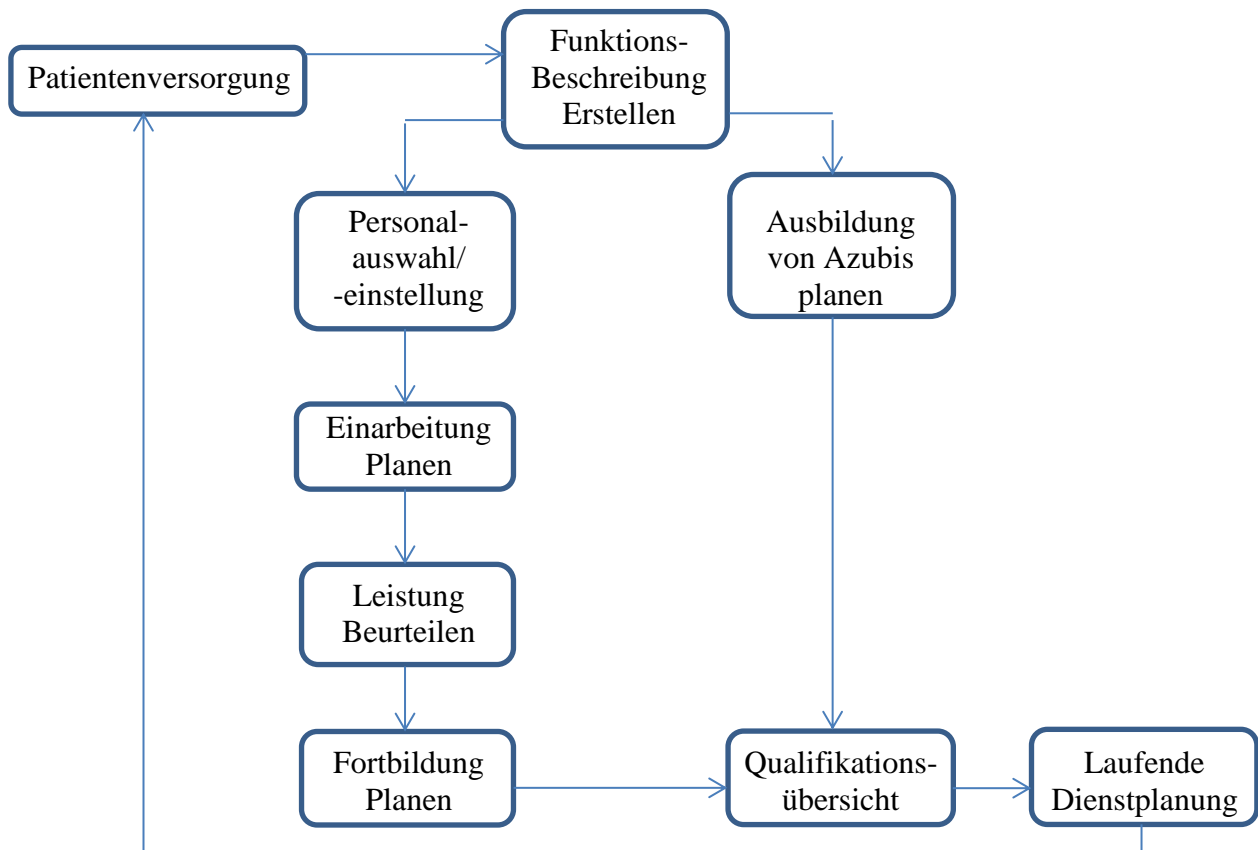 Patientenversorgung
Funktions-
Beschreibung
Erstellen
Personal-
auswahl/
-einstellung
Ausbildung
von Azubis
planen
Einarbeitung
Planen
Leistung
Beurteilen
Fortbildung
Planen
Qualifikations-
übersicht
Laufende
Dienstplanung